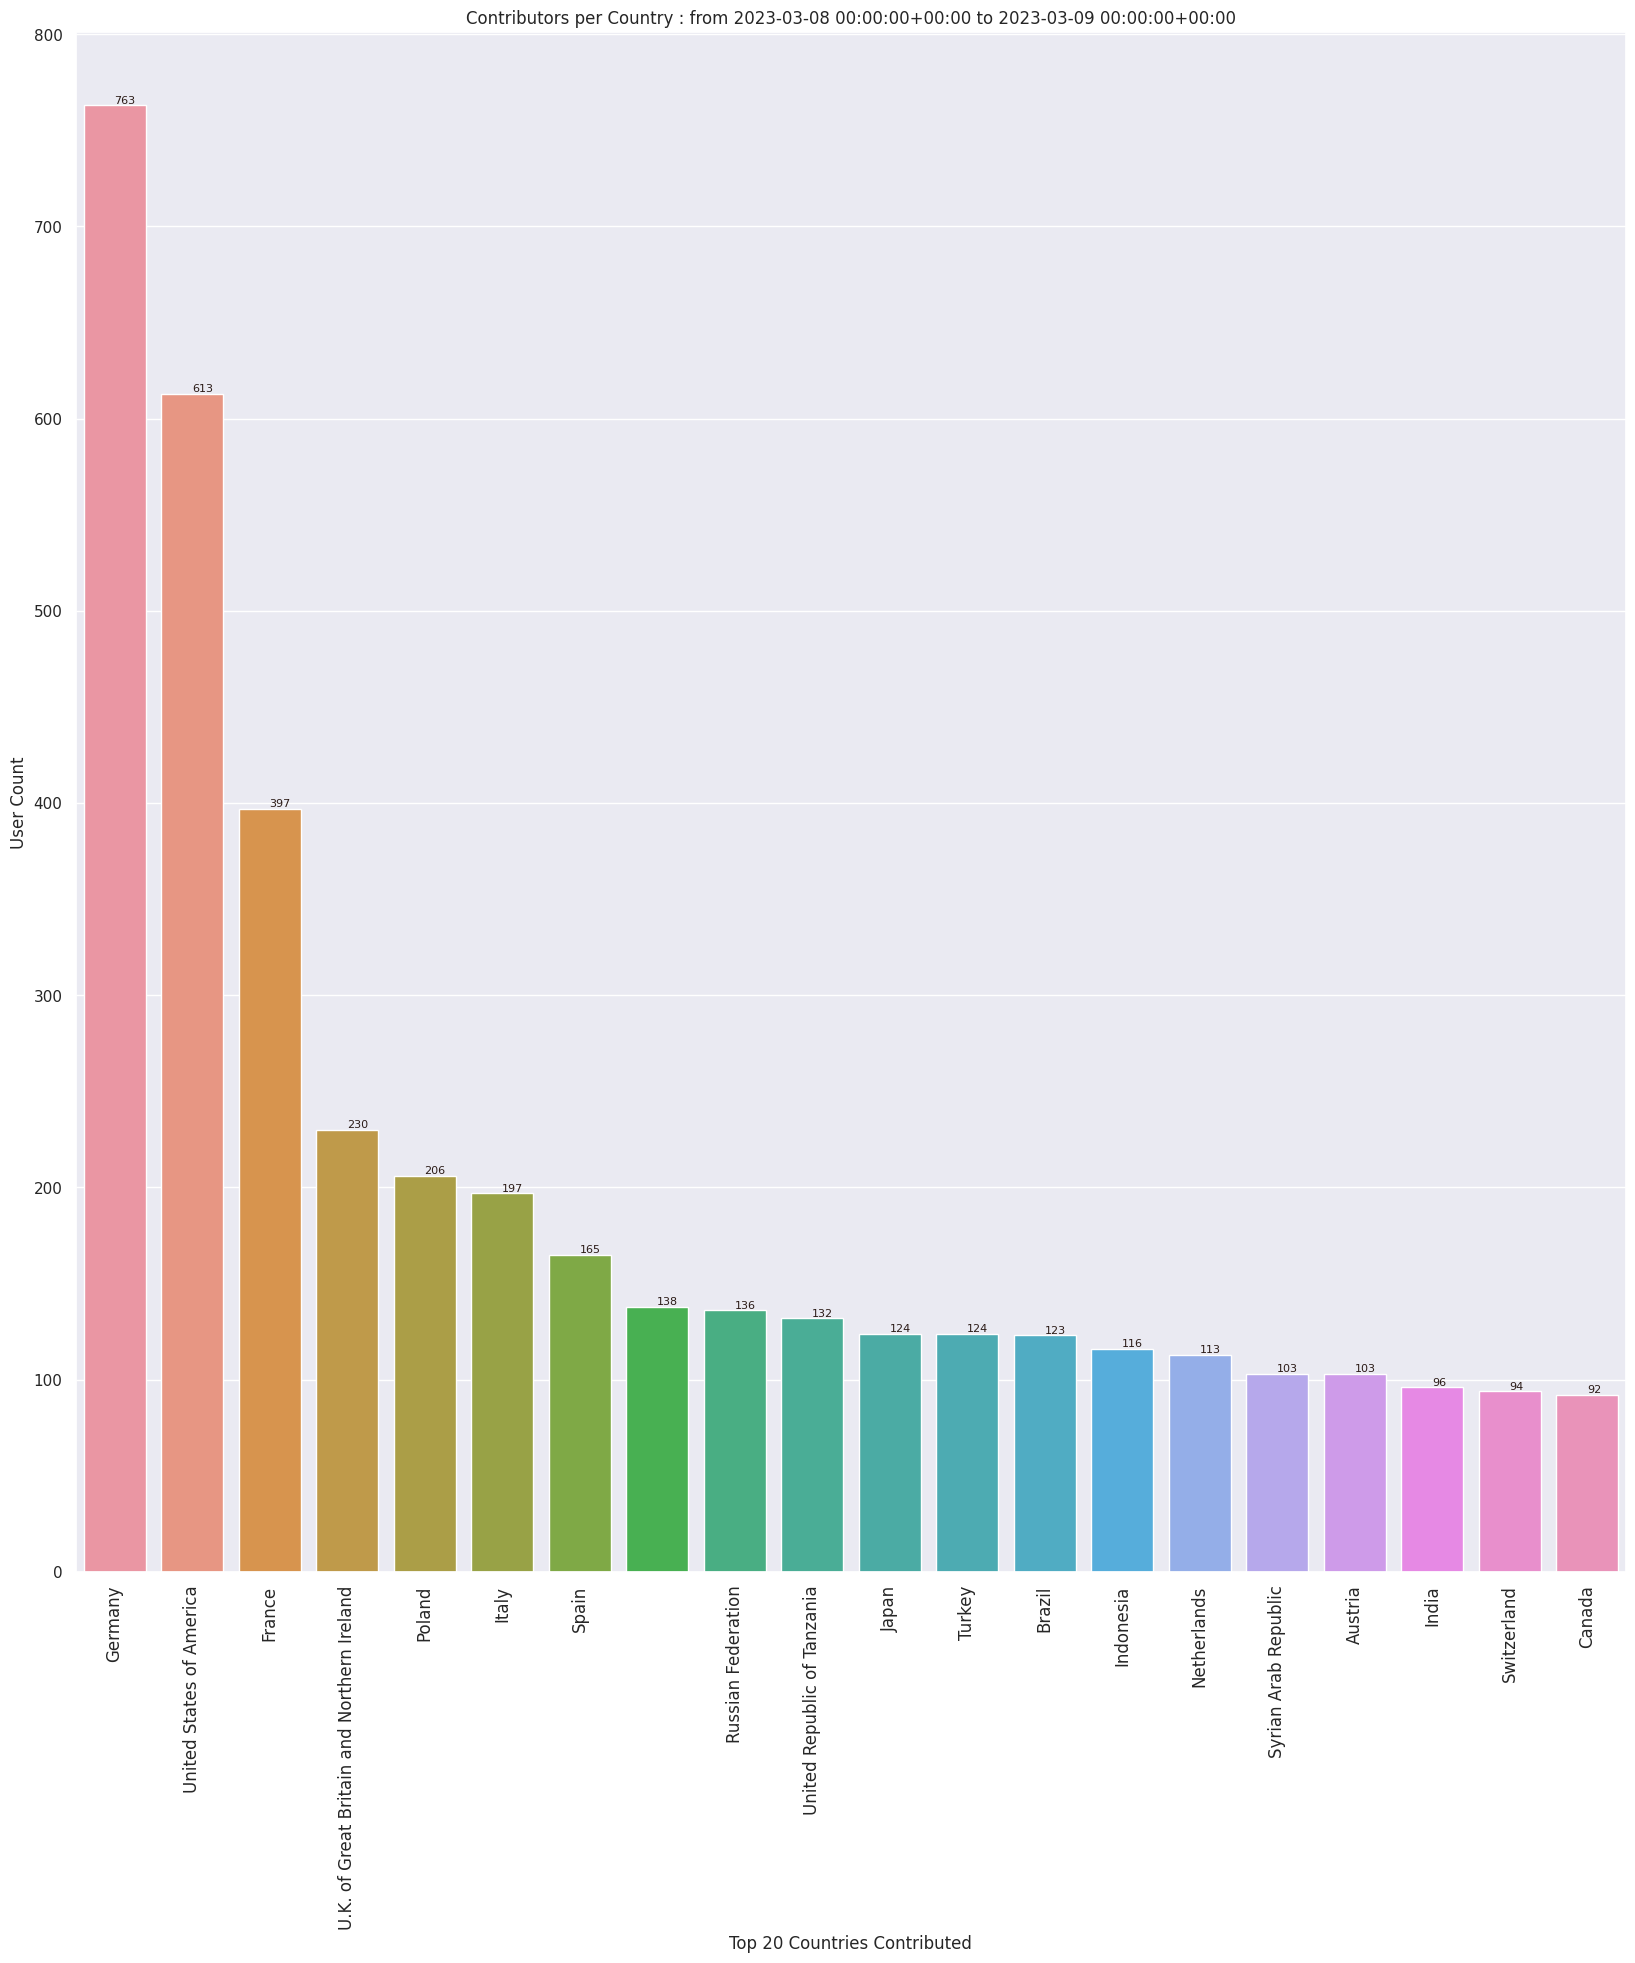 Contributors per Country : from 2023-03-08 00:00:00+00:00 to 2023-03-09 00:00:00+00:00
800
700
600
500
400
300
200
100
0
User Count
763
613
397
230
206
197
165
138
136
132
124
124
123
116
113
103
103
96
94
92
Germany
United States of America
France
U.K. of Great Britain and Northern Ireland
Poland
Italy
Spain
Russian Federation
United Republic of Tanzania
Japan
Turkey
Brazil
Indonesia
Netherlands
Syrian Arab Republic
Austria
India
Switzerland
Canada
Top 20 Countries Contributed